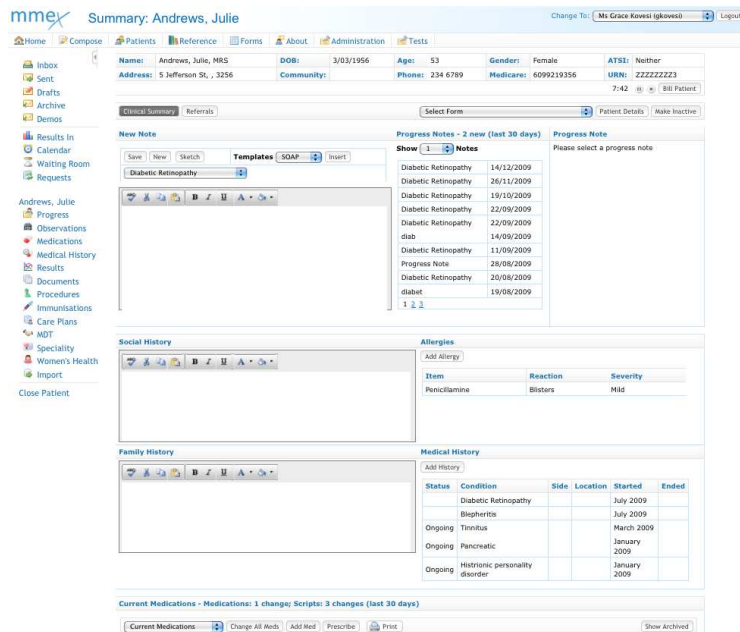 mmex Summary: Andrews, Julie Change To: Ms Grace Kovesi (gkovesi) Logout
Home Compose Patients Reference Forms About Administration Tests
Inbox
Sent
Drafts
Archive
Demos
Results In
Calendar
Waiting Room
Requests
Andrews, Julie
Progress
Observations
Medications
Medical History
Results
Documents
Procedures
Immunisations
Care Plans
MDT
Speciality
Women's Health
Import
Close Patient
Name: Andrews, Julie, MRS DOB: 3/03/1956 Age: 53 Gender: Female ATSI: Neither
Address: 5 Jefferson St, , 3256 Community: Phone: 234 6789 Medicare: 6099219356 URN: ZZZZZZZZ3
7:42 Bill Patient
Clinical Summary Referrals Select Form Patient Details Make Inactive
New Note
Save New Sketch Templates SOAP Insert
Diabetic Retinopathy
B I U A
Progress Notes - 2 new (last 30 days)
Show 1 Notes
Diabetic Retinopathy 14/12/2009
Diabetic Retinopathy 26/11/2009
Diabetic Retinopathy 19/10/2009
Diabetic Retinopathy 22/09/2009
Diabetic Retinopathy 22/09/2009
diab 14/09/2009
Diabetic Retinopathy 11/09/2009
Progress Note 28/08/2009
Diabetic Retinopathy 20/08/2009
diabet 19/08/2009
1 2 3
Progress Note
Please select a progress note
Social History
B I U A
Allergies
Add Allergy
Item Reaction Severity
Penicillamine Blisters Mild
Family History
B I U A
Medical History
Add History
Status Condition Side Location Started Ended
Diabetic Retinopathy July 2009
Blepheritis July 2009
Ongoing Tinnitus March 2009
Ongoing Pancreatic January 2009
Ongoing Histrionic personality disorder January 2009
Current Medications - Medications: 1 change; Scripts: 3 changes (last 30 days)
Current Medications Change All Meds Add Med Prescribe Print Show Archived